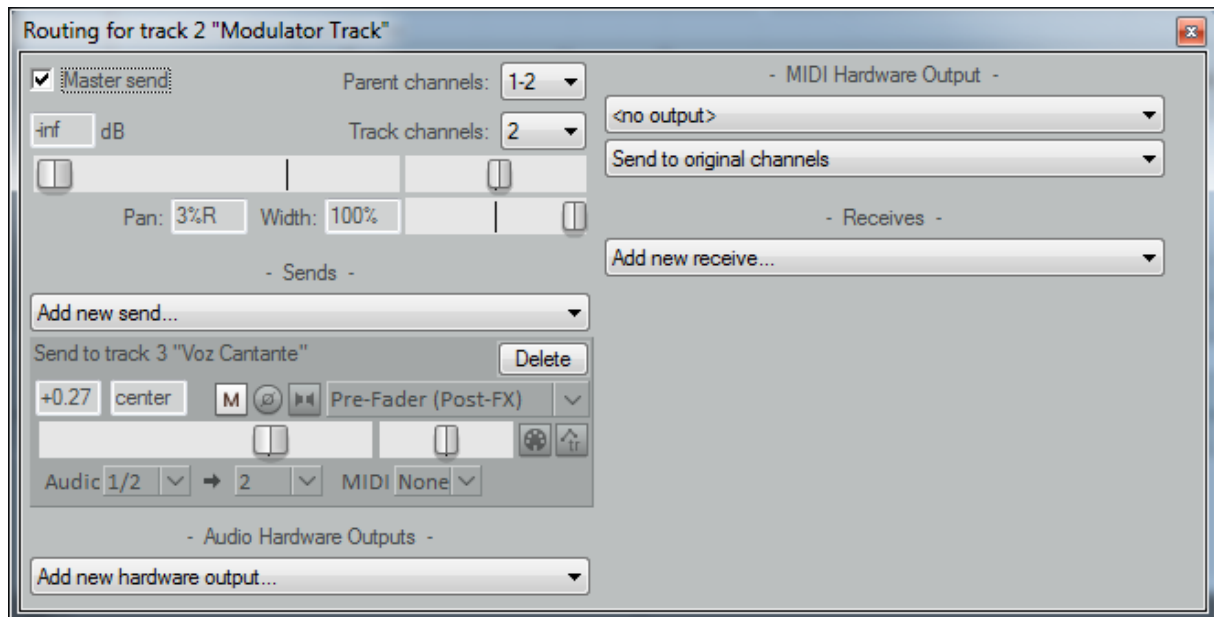 Routing for track 2 "Modulator Track"
Master send Parent channels: 1-2
-inf dB Track channels: 2
Pan: 3%R Width: 100%
- Sends -
Add new send...
Send to track 3 "Voz Cantante" Delete
+0.27 center M Pre-Fader (Post-FX)
tr
Audic 1/2 2 MIDI None
- Audio Hardware Outputs -
Add new hardware output...
- MIDI Hardware Output -
<no output>
Send to original channels
- Receives -
Add new receive...